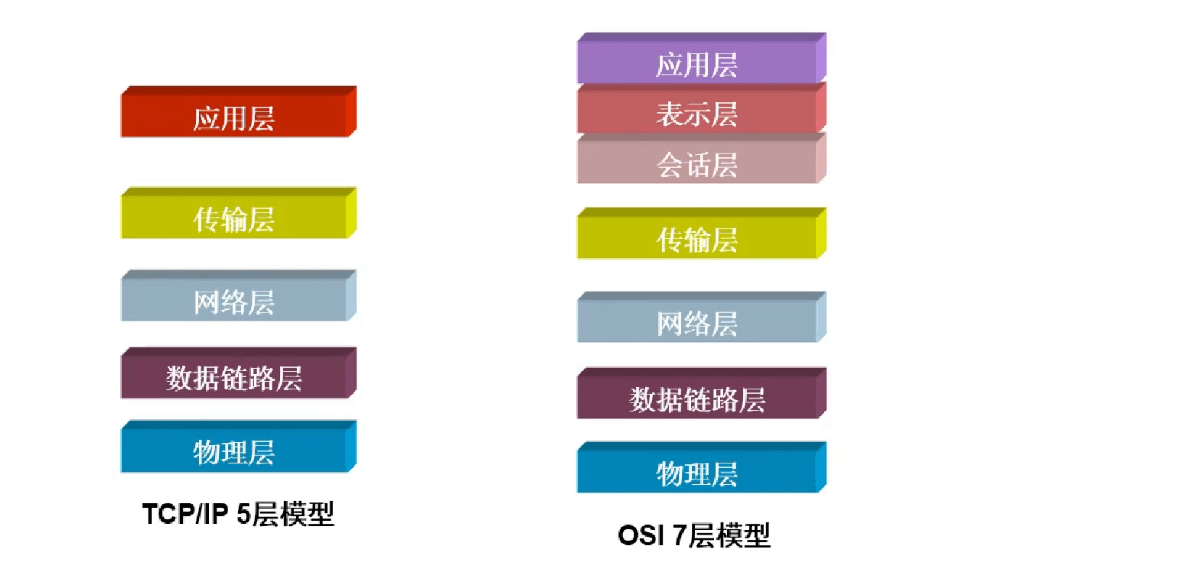 应用层
传输层
网络层
数据链路层
物理层
TCP/IP 5层模型
应用层
表示层
会话层
传输层
网络层
数据链路层
物理层
OSI 7层模型